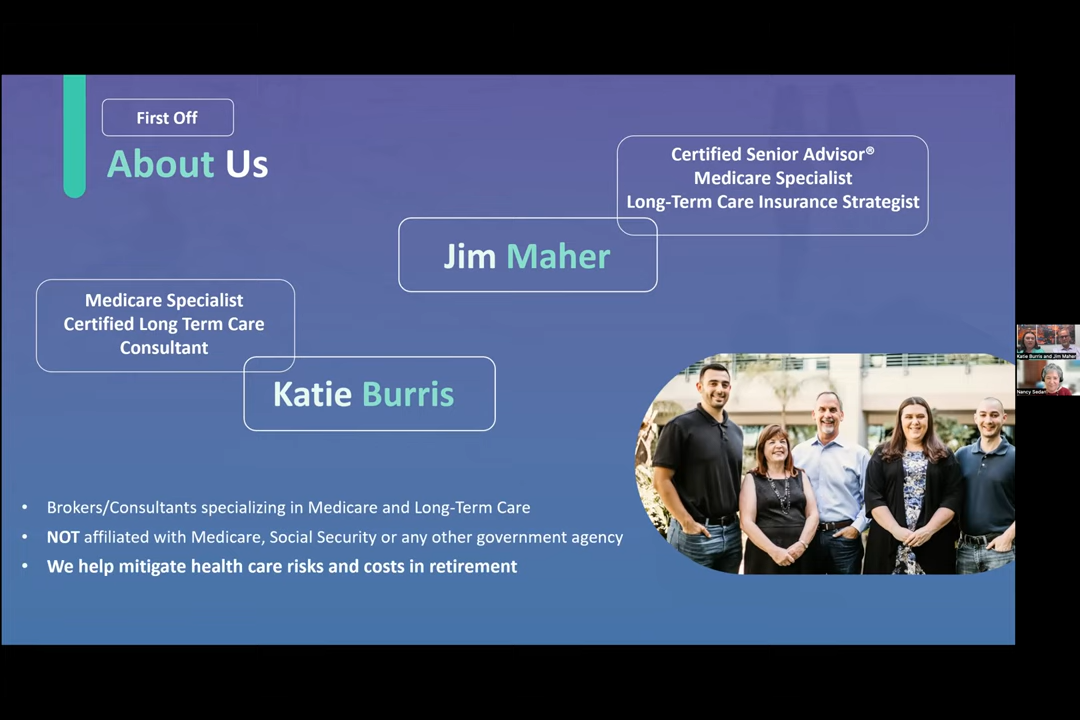 First Off
About Us
Certified Senior Advisor®
Medicare Specialist
Long-Term Care Insurance Strategist
Jim Maher
Medicare Specialist
Certified Long Term Care
Consultant
Katie Burris
• Brokers/Consultants specializing in Medicare and Long-Term Care
• NOT affiliated with Medicare, Social Security or any other government agency
• We help mitigate health care risks and costs in retirement
Katie Burris and Jim Maher
Nancy